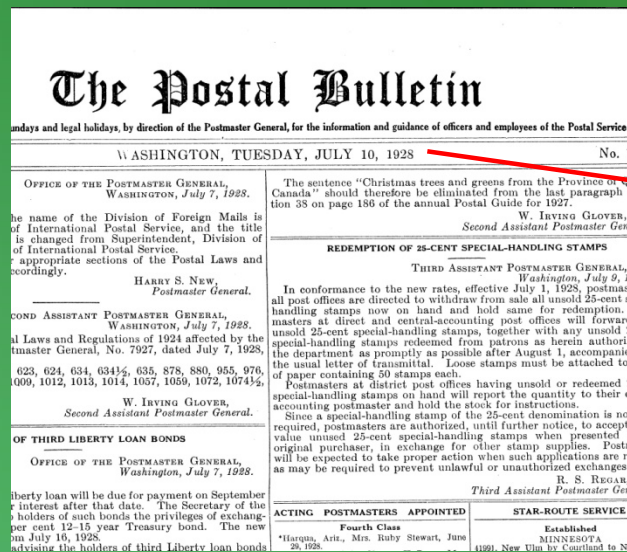 The Postal Bulletin
ndays and legal holidays, by direction of the Postmaster General, for the information and guidance of officers and employees of the Postal Service
WASHINGTON, TUESDAY, JULY 10, 1928
No.
OFFICE OF THE POSTMASTER GENERAL,
WASHINGTON, July 7, 1928.
he name of the Division of Foreign Mails is
of International Postal Service, and the title
is changed from Superintendent, Division of
of International Postal Service.
appropriate sections of the Postal Laws and
ccordingly.
HARRY S. NEW,
Postmaster General.
COND ASSISTANT POSTMASTER GENERAL,
WASHINGTON, July 7, 1928.
al Laws and Regulations of 1924 affected by the
tmaster General, No. 7927, dated July 7, 1928,
623, 624, 634, 634½, 635, 878, 880, 955, 976,
1009, 1012, 1013, 1014, 1057, 1059, 1072, 1074½,
W. IRVING GLOVER,
Second Assistant Postmaster General.
OF THIRD LIBERTY LOAN BONDS
OFFICE OF THE POSTMASTER GENERAL,
Washington, July 7, 1928.
iberty loan will be due for payment on September
r interest after that date. The Secretary of the
holders of such bonds the privileges of exchang-
per cent 12-15 year Treasury bond. The new
om July 16, 1928.
advising the holders of third Liberty loan bonds
The sentence "Christmas trees and greens from the Province of Q
Canada" should therefore be eliminated from the last paragraph
tion 38 on page 186 of the annual Postal Guide for 1927.
W. IRVING GLOVER,
Second Assistant Postmaster Gen
REDEMPTION OF 25-CENT SPECIAL-HANDLING STAMPS
THIRD ASSISTANT POSTMASTER GENERAL,
Washington, July 9, 1
In conformance to the new rates, effective July 1, 1928, postmas
all post offices are directed to withdraw from sale all unsold 25-cent s
handling stamps now on hand and hold same for redemption.
masters at direct and central-accounting post offices will forward
unsold 25-cent special-handling stamps, together with any unsold
special-handling stamps redeemed from patrons as herein authori
the department as promptly as possible after August 1, accompanie
the usual letter of transmittal. Loose stamps must be attached to
of paper containing 50 stamps each.
Postmasters at district post offices having unsold or redeemed
special-handling stamps on hand will report the quantity to their c
accounting postmaster and hold the stock for instructions.
Since a special-handling stamp of the 25-cent denomination is no
required, postmasters are authorized, until further notice, to accept
value unused 25-cent special-handling stamps when presented
original purchaser, in exchange for other stamp supplies. Post
will be expected to take proper action when such applications are r
as may be required to prevent unlawful or unauthorized exchanges
R. S. REGAR
Third Assistant Postmaster Ge
ACTING POSTMASTERS APPOINTED
Fourth Class
*Harqua, Ariz., Mrs. Ruby Stewart, June
29, 1928.
STAR-ROUTE SERVICE
Established
MINNESOTA
41991. New Ulm by Courtland to N